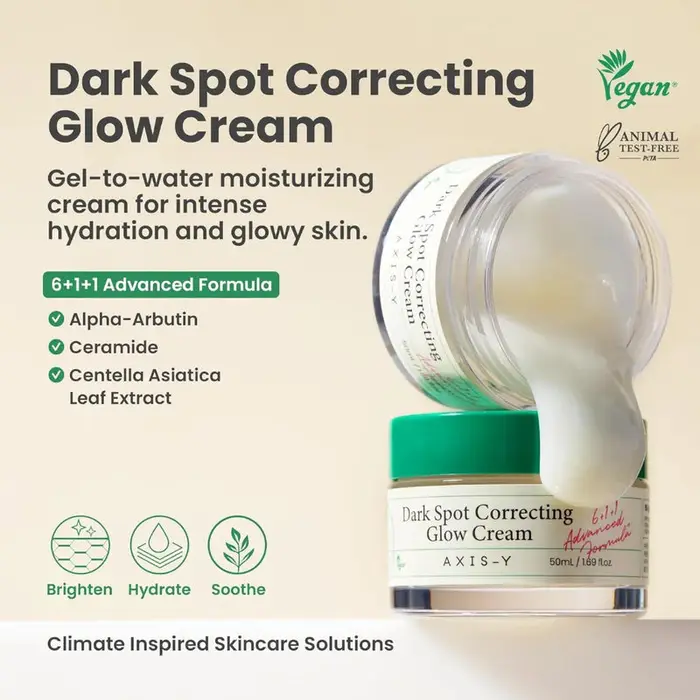 Dark Spot Correcting
Glow Cream
Gel-to-water moisturizing
cream for intense
hydration and glowy skin.
6+1+1 Advanced Formula
Alpha-Arbutin
Ceramide
Centella Asiatica
Leaf Extract
Vegan®
ANIMAL
TEST-FREE
PETA
Dark Spot Correcting
Glow Cream
AXIS-Y
Dark Spot Correcting
Glow Cream
AXIS-Y
6+1+1
Advanced
Formula
50mL / 1.69 fl.oz.
Brighten
Hydrate
Soothe
Climate Inspired Skincare Solutions